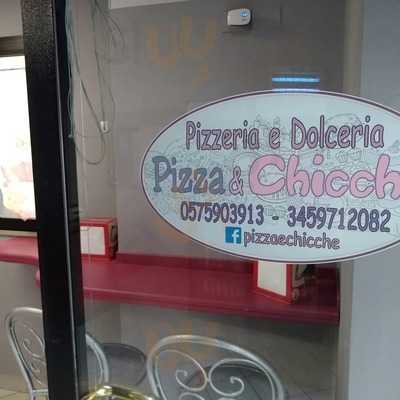 Pizzeria e Dolceria
Pizza & Chicch
0575903913 - 3459712082
pizzaechicche